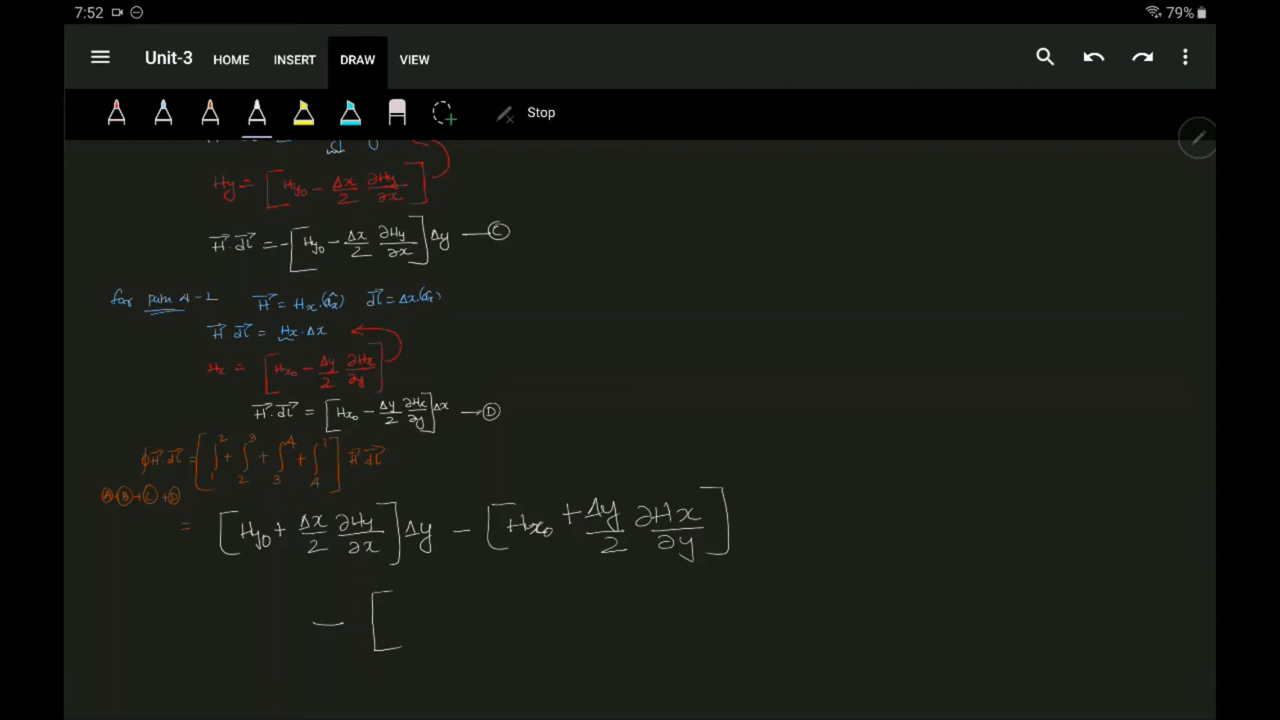 7:52 79%
Unit-3 HOME INSERT DRAW VIEW
Stop
Hy = [Hy₀ − Δx/2 ∂Hy/∂x]
H⃗·dl⃗ = −[Hy₀ − Δx/2 ∂Hy/∂x] Δy —Ⓒ
for path 4-1 H⃗ = Hx·(âx) dl⃗ = Δx·(âx)
H⃗·dl⃗ = Hx·Δx
Hx = [Hx₀ − Δy/2 ∂Hx/∂y]
H⃗·dl⃗ = [Hx₀ − Δy/2 ∂Hx/∂y] Δx —Ⓓ
∮H⃗·dl⃗ = [∫₁² + ∫₂³ + ∫₃⁴ + ∫₄¹] H⃗·dl⃗
Ⓐ+Ⓑ+Ⓒ+Ⓓ
= [Hy₀ + Δx/2 ∂Hy/∂x] Δy − [Hx₀ + Δy/2 ∂Hx/∂y]
− [